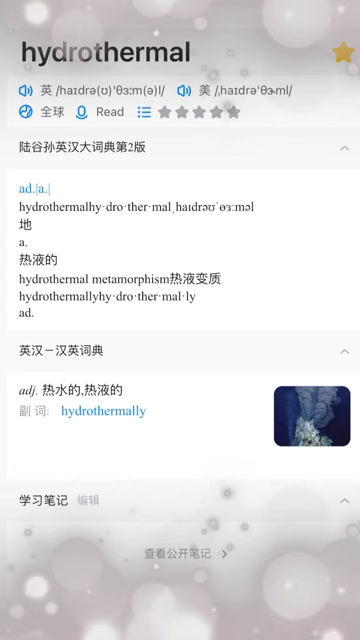 hydrothermal
英 /haɪdrə(ʊ)'θɜːm(ə)l/ 美 /ˌhaɪdrə'θɝml/
全球 Read
陆谷孙英汉大词典第2版
ad.|a.|
hydrothermalhy·dro·ther·mal ˌhaɪdrəʊˈɵɜːməl
地
a.
热液的
hydrothermal metamorphism热液变质
hydrothermallyhy·dro·ther·mal·ly
ad.
英汉－汉英词典
adj. 热水的,热液的
副 词: hydrothermally
学习笔记 编辑
查看公开笔记